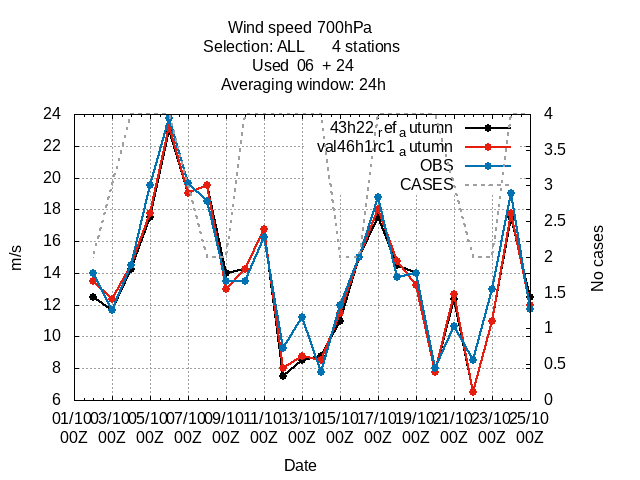 Wind speed 700hPa
Selection: ALL 4 stations
Used 06 + 24
Averaging window: 24h
24 4
43h22ref autumn
22 val46h1rc1 autumn 3.5
OBS
20 CASES 3
18 2.5
16 2
14 1.5
12
10 1
8 0.5
6 0
m/s
No cases
01/10 03/10 05/10 07/10 09/10 11/10 13/10 15/10 17/10 19/10 21/10 23/10 25/10
00Z 00Z 00Z 00Z 00Z 00Z 00Z 00Z 00Z 00Z 00Z 00Z 00Z
Date